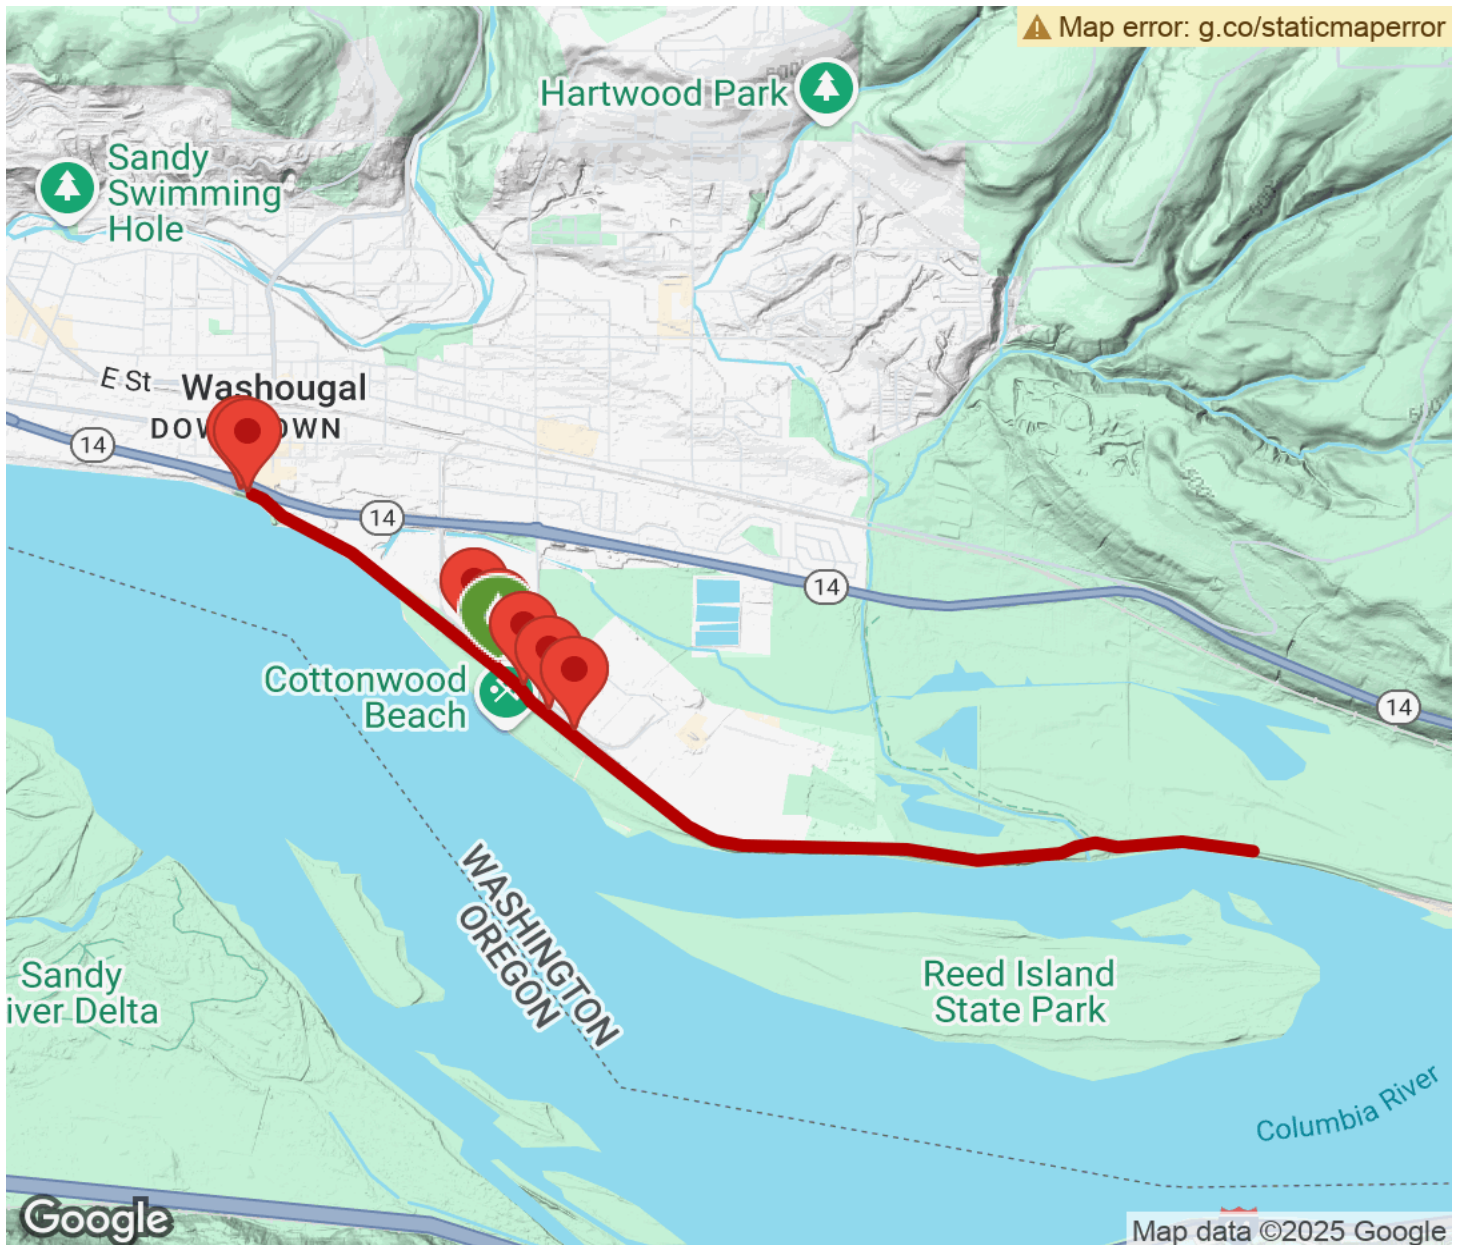 Map error: g.co/staticmaperror
Hartwood Park
Sandy
Swimming
Hole
E St
Washougal
14
14
14
14
Cottonwood
Beach
WASHINGTON
OREGON
Sandy
iver Delta
Reed Island
State Park
Columbia River
Google
Map data ©2025 Google